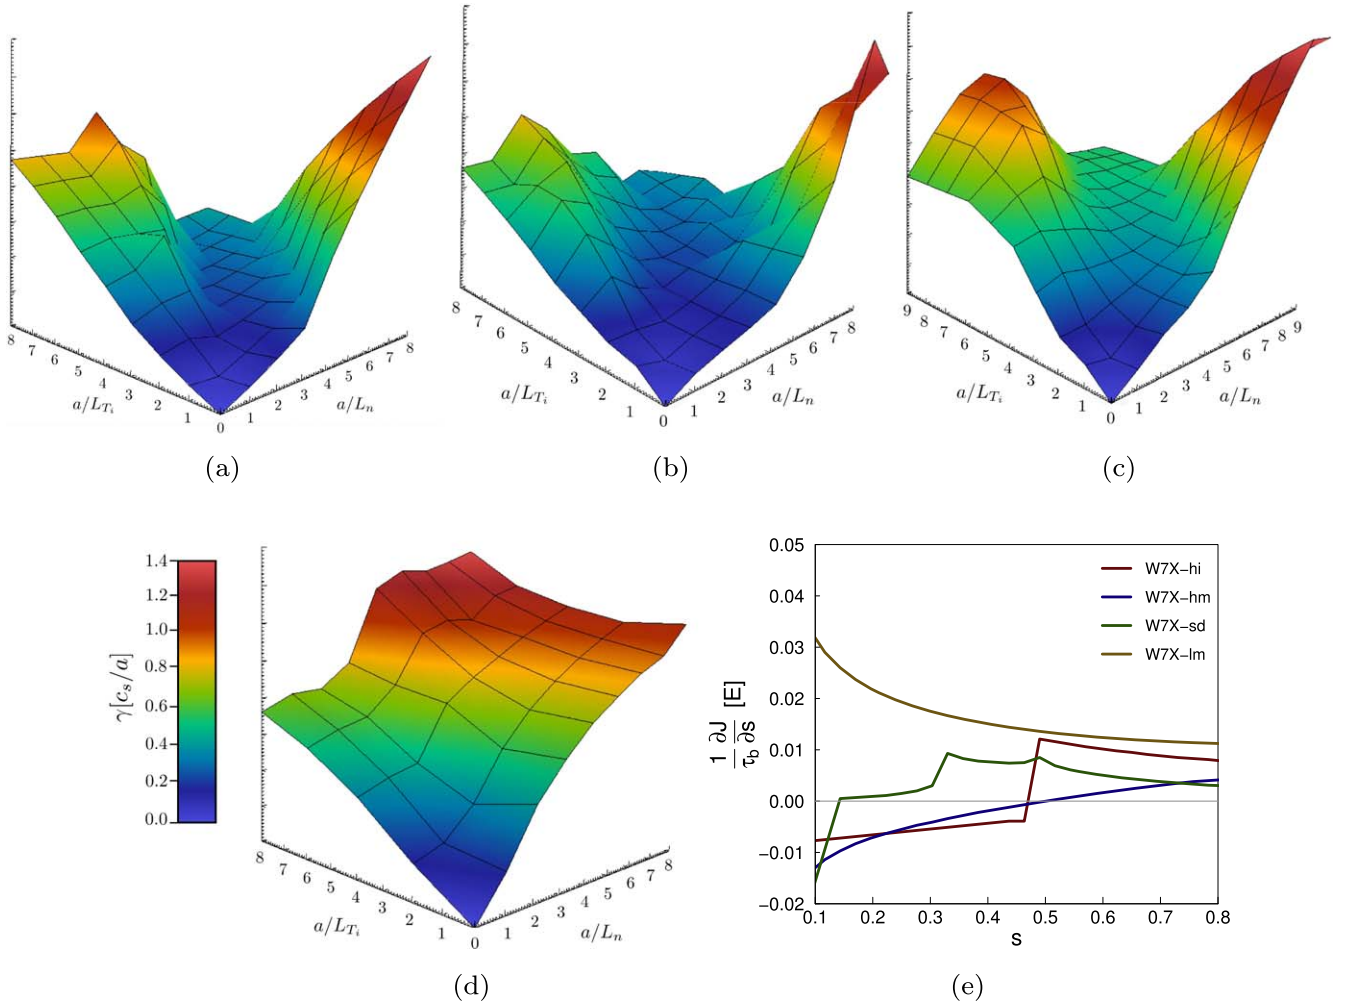 8 7 6 5 4 3 2 1 0 1 2 3 4 5 6 7 8
a/L_{T_i} a/L_n
(a)
8 7 6 5 4 3 2 1 0 1 2 3 4 5 6 7 8
a/L_{T_i} a/L_n
(b)
9 8 7 6 5 4 3 2 1 0 1 2 3 4 5 6 7 8 9
a/L_{T_i} a/L_n
(c)
γ[c_s/a]
1.4
1.2
1.0
0.8
0.6
0.4
0.2
0.0
8 7 6 5 4 3 2 1 0 1 2 3 4 5 6 7 8
a/L_{T_i} a/L_n
(d)
1/τ_b ∂J/∂s [E]
0.05
0.04
0.03
0.02
0.01
0.00
−0.01
−0.02
W7X−hi
W7X−hm
W7X−sd
W7X−lm
0.1 0.2 0.3 0.4 0.5 0.6 0.7 0.8
s
(e)